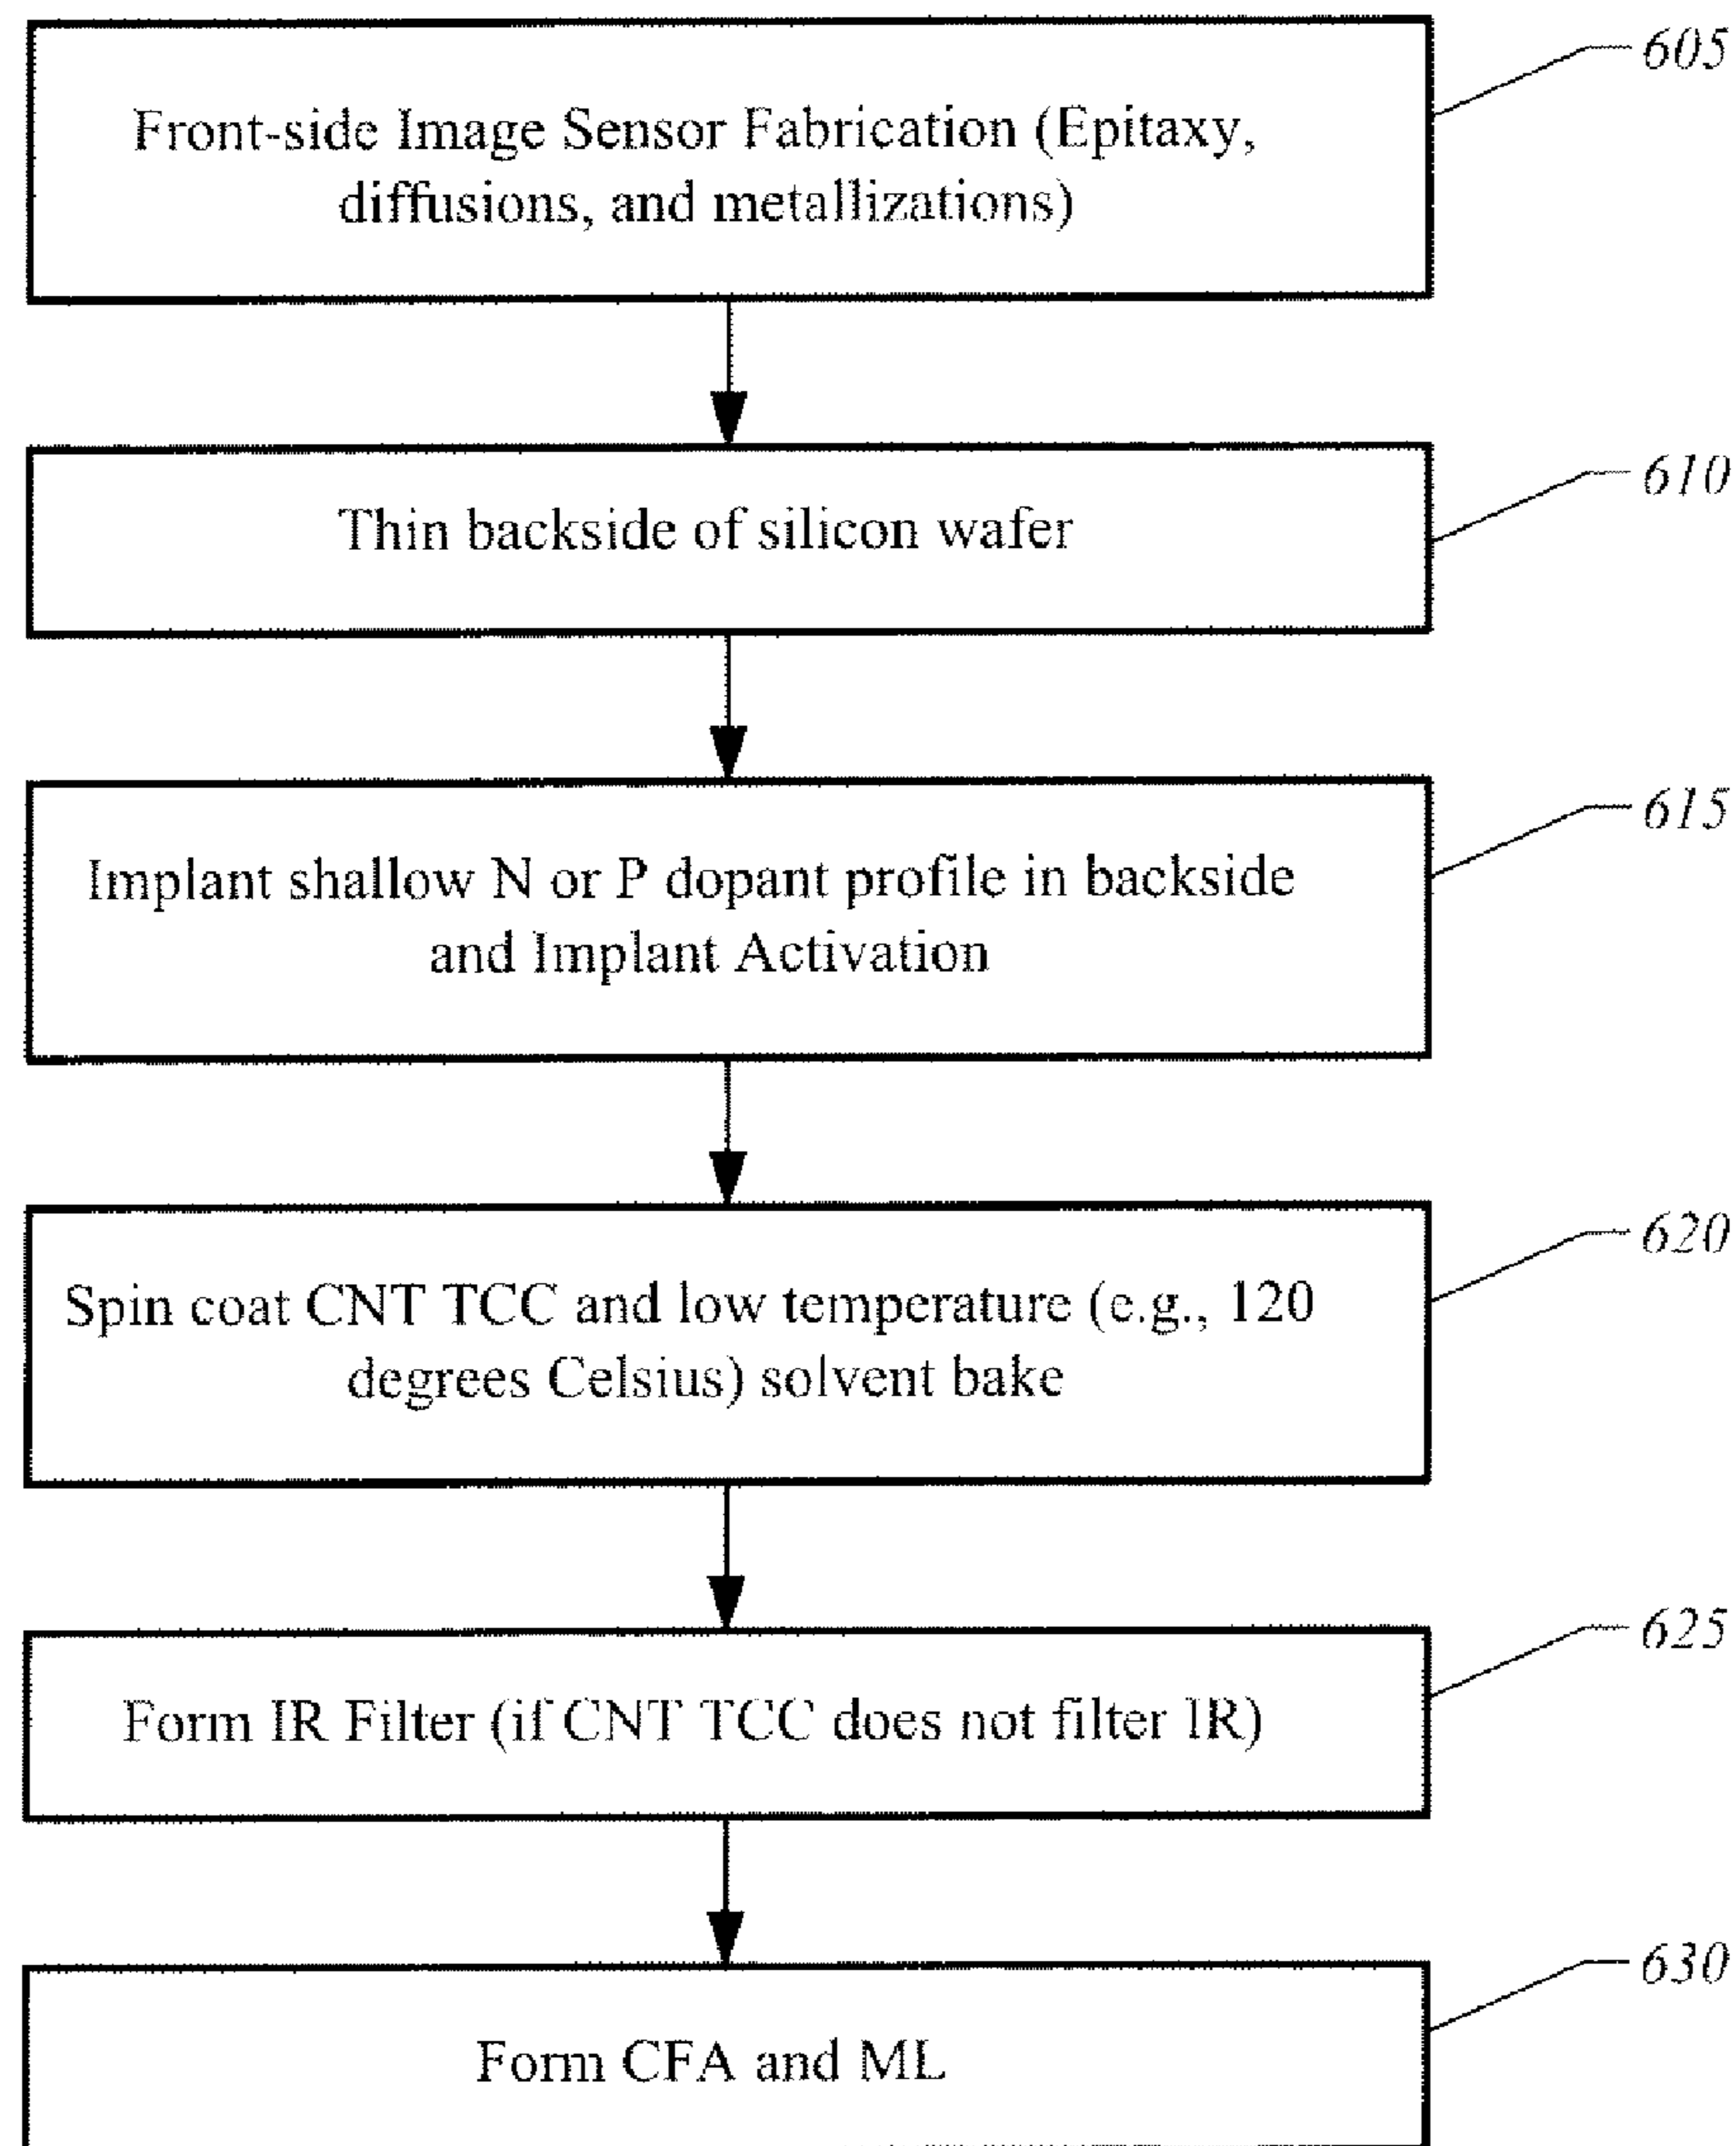 605
Front-side Image Sensor Fabrication (Epitaxy,
diffusions, and metallizations)
610
Thin backside of silicon wafer
615
Implant shallow N or P dopant profile in backside
and Implant Activation
620
Spin coat CNT TCC and low temperature (e.g., 120
degrees Celsius) solvent bake
625
Form IR Filter (if CNT TCC does not filter IR)
630
Form CFA and ML